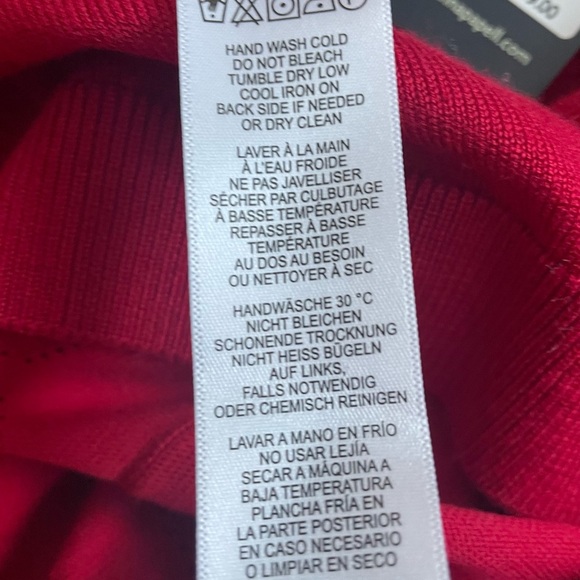 9.00
HAND WASH COLD
DO NOT BLEACH
TUMBLE DRY LOW
COOL IRON ON
BACK SIDE IF NEEDED
OR DRY CLEAN
LAVER À LA MAIN
À L'EAU FROIDE
NE PAS JAVELLISER
SÉCHER PAR CULBUTAGE
À BASSE TEMPÉRATURE
REPASSER À BASSE
TEMPÉRATURE
AU DOS AU BESOIN
OU NETTOYER À SEC
HANDWÄSCHE 30 °C
NICHT BLEICHEN
SCHONENDE TROCKNUNG
NICHT HEISS BÜGELN
AUF LINKS,
FALLS NOTWENDIG
ODER CHEMISCH REINIGEN
LAVAR A MANO EN FRÍO
NO USAR LEJÍA
SECAR A MÁQUINA A
BAJA TEMPERATURA
PLANCHA FRÍA EN
LA PARTE POSTERIOR
EN CASO NECESARIO
O LIMPIAR EN SECO